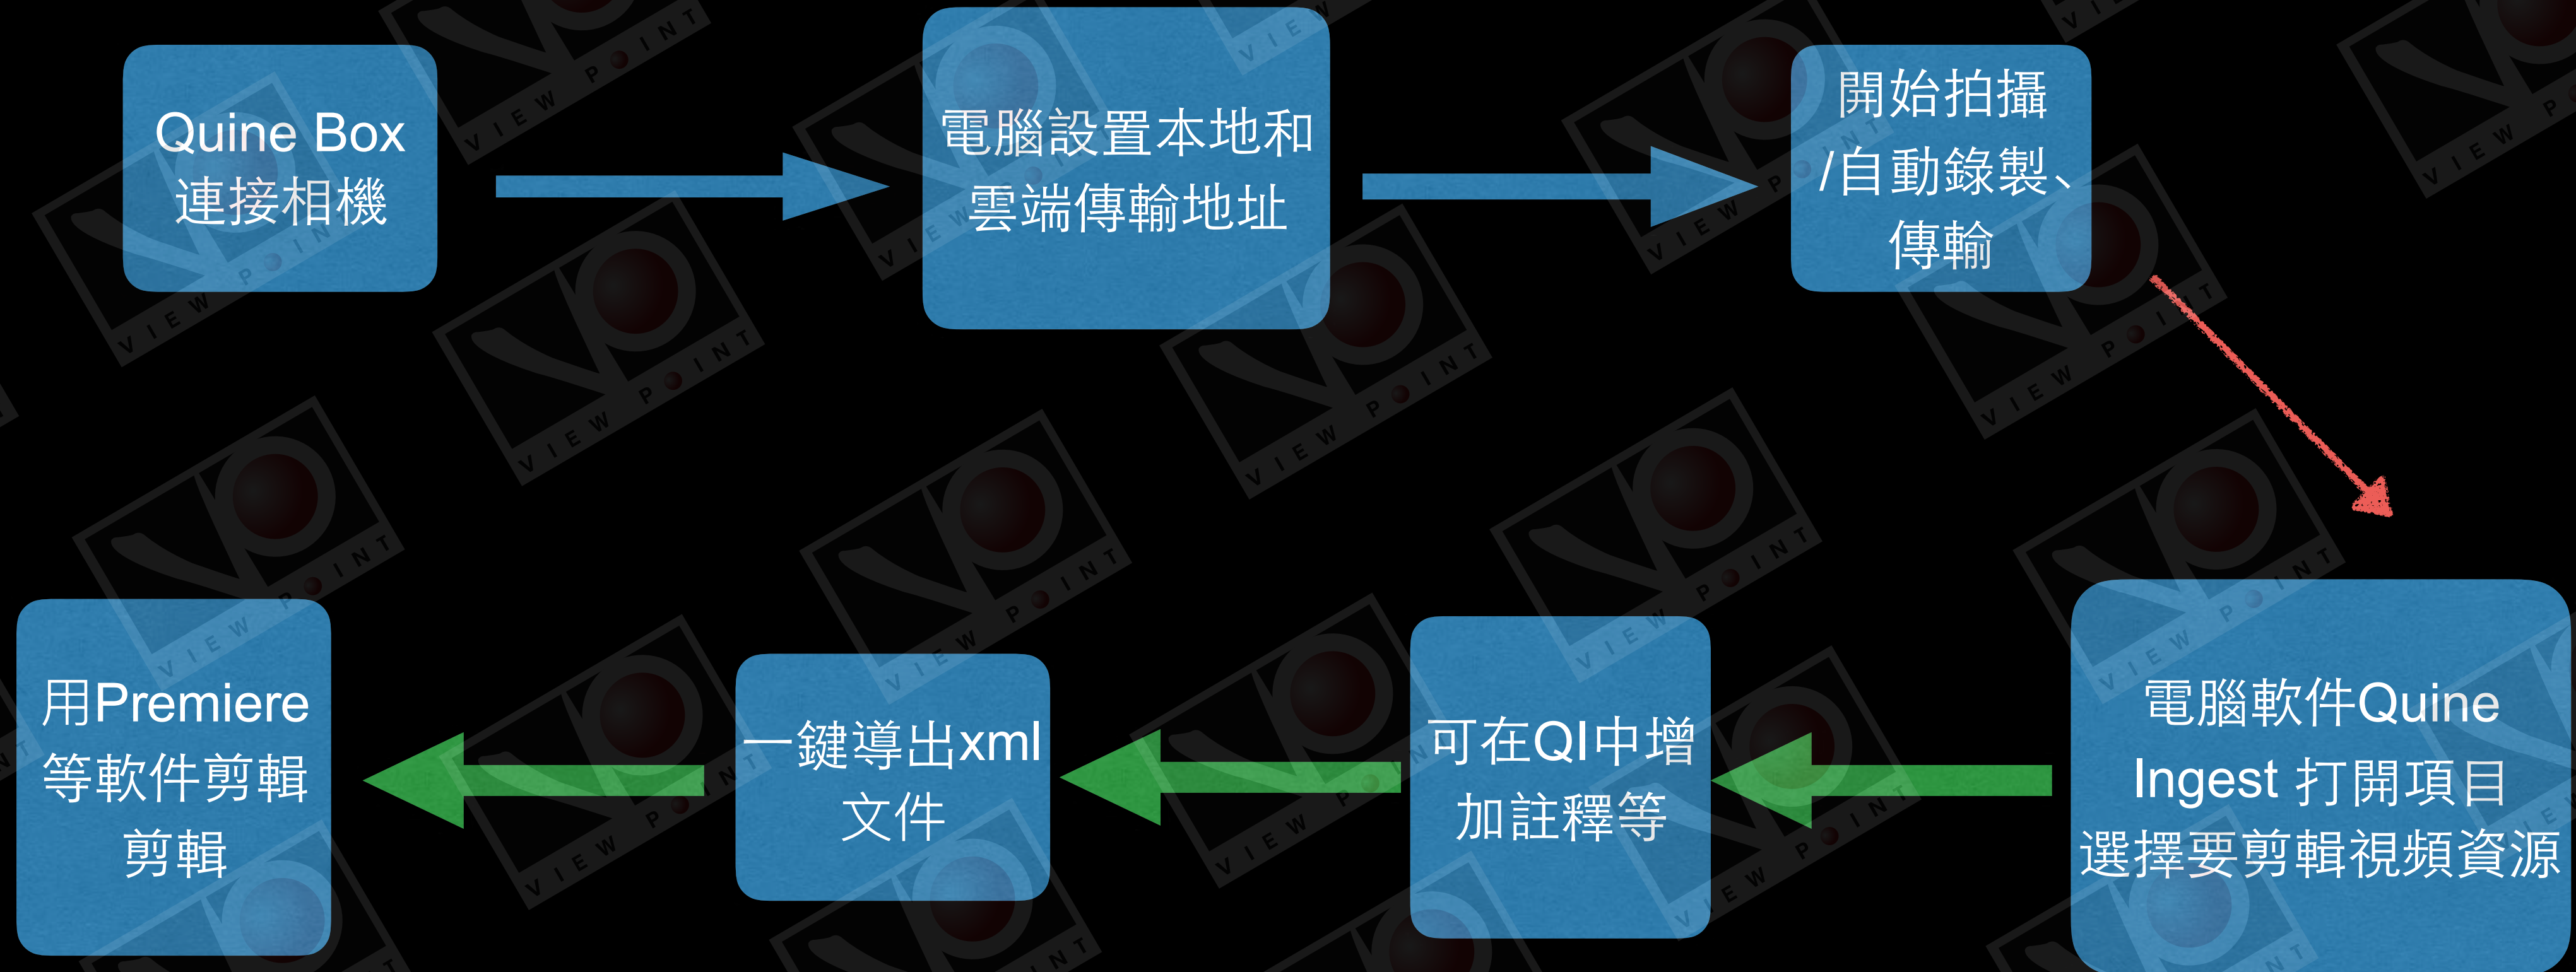 Quine Box
連接相機
電腦設置本地和
雲端傳輸地址
開始拍攝
/自動錄製、
傳輸
電腦軟件Quine
Ingest 打開項目
選擇要剪輯視頻資源
可在QI中增
加註釋等
一鍵導出xml
文件
用Premiere
等軟件剪輯
剪輯
VIEW POINT